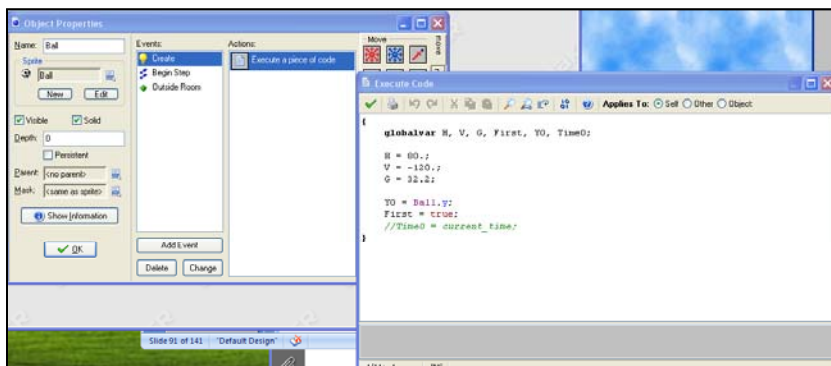 Object Properties
Name: Ball
Sprite
Ball
New Edit
Visible Solid
Depth: 0
Persistent
Parent: <no parent>
Mask: <same as sprite>
Show Information
OK
Events:
Create
Begin Step
Outside Room
Add Event
Delete Change
Actions:
Execute a piece of code
Move
move
Execute Code
Applies To: Self Other Object:
{
globalvar H, V, G, First, Y0, Time0;
H = 80.;
V = -120.;
G = 32.2;
Y0 = Ball.y;
First = true;
//Time0 = current_time;
}
Slide 91 of 141 "Default Design"